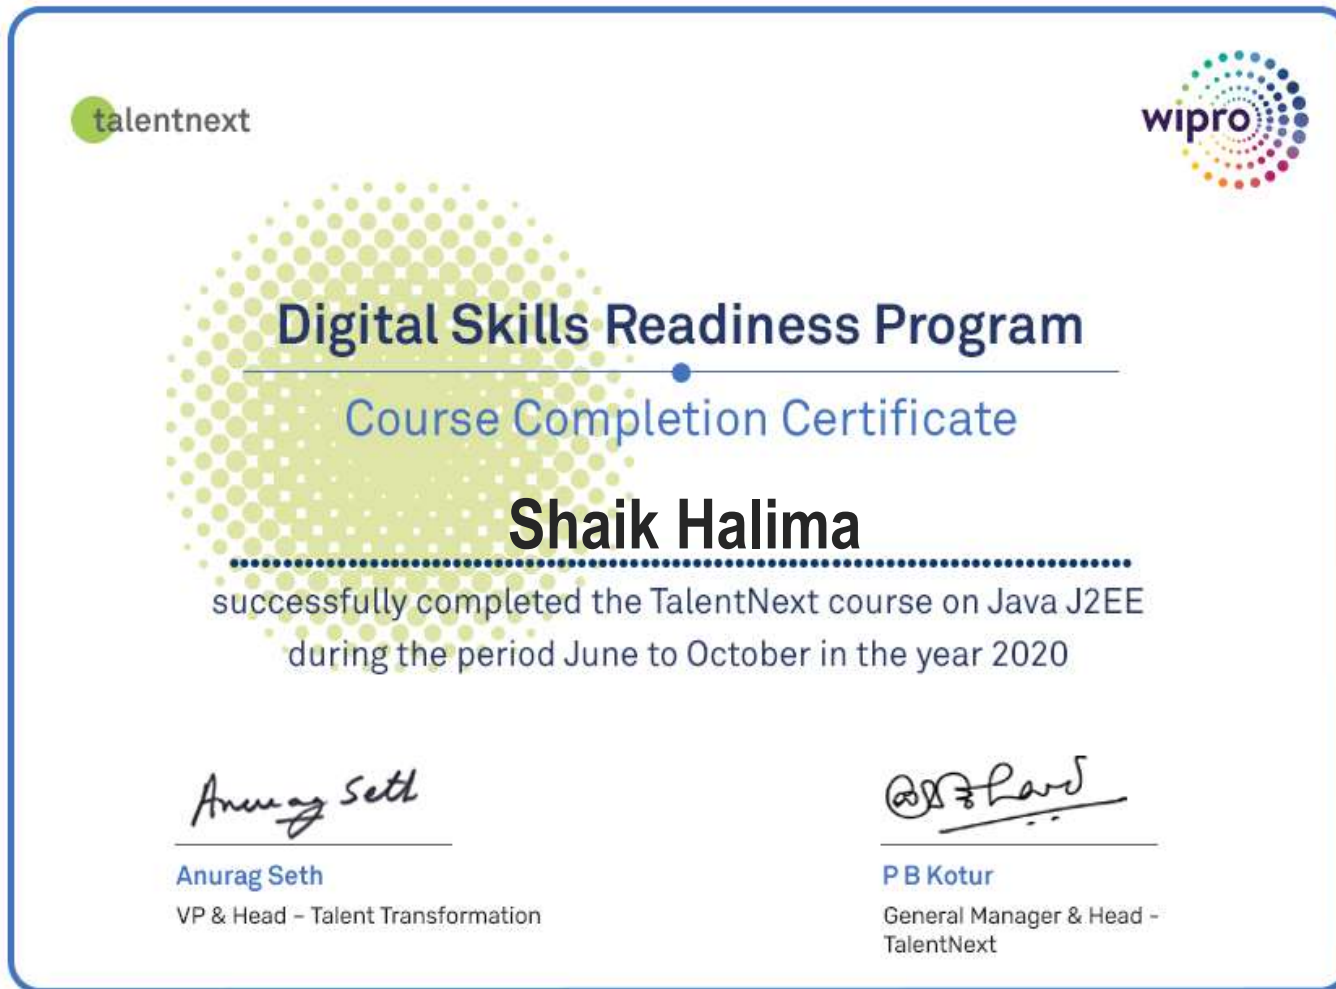 talentnext
wipro
Digital Skills Readiness Program
Course Completion Certificate
Shaik Halima
successfully completed the TalentNext course on Java J2EE
during the period June to October in the year 2020
Anurag Seth
Anurag Seth
VP & Head – Talent Transformation
P B Kotur
General Manager & Head -
TalentNext